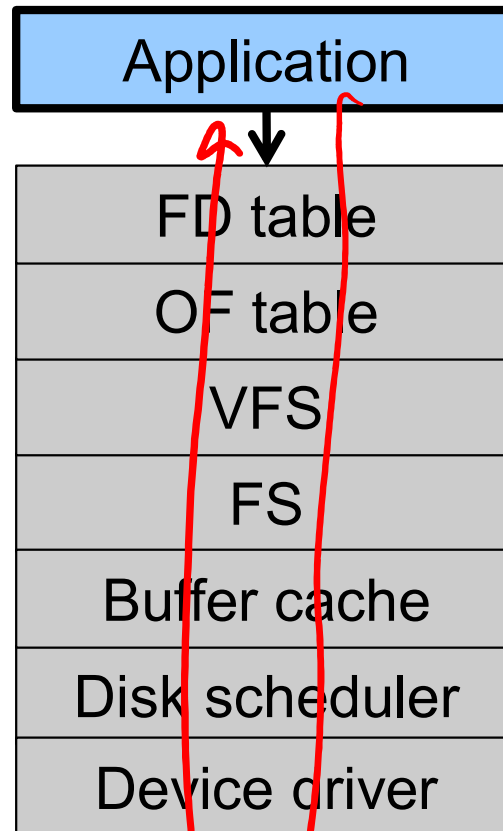 Application
FD table
OF table
VFS
FS
Buffer cache
Disk scheduler
Device driver